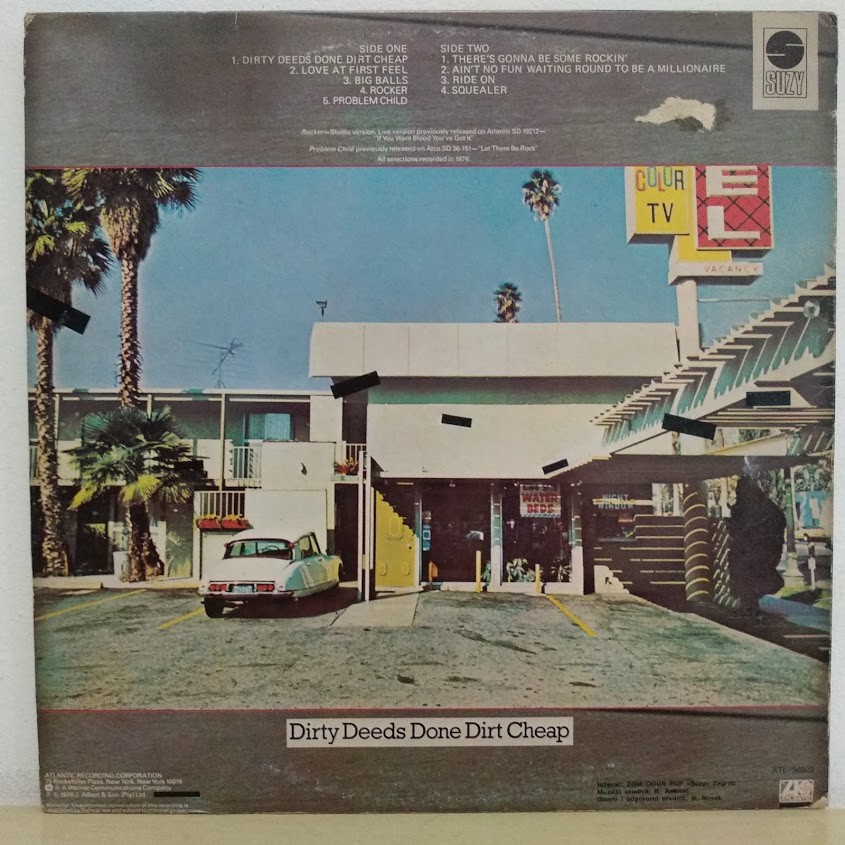 SIDE ONE
1. DIRTY DEEDS DONE DIRT CHEAP
2. LOVE AT FIRST FEEL
3. BIG BALLS
4. ROCKER
5. PROBLEM CHILD
SIDE TWO
1. THERE'S GONNA BE SOME ROCKIN'
2. AIN'T NO FUN WAITING ROUND TO BE A MILLIONAIRE
3. RIDE ON
4. SQUEALER
SUZY
Rocker—Studio version. Live version previously released on Atlantic SD 19212—
"If You Want Blood You've Got It"
Problem Child previously released on Atco SD 36-151—"Let There Be Rock"
All selections recorded in 1976.
COLOR
TV
EL
VACANCY
WATER
BEDS
NIGHT
WINDOW
Dirty Deeds Done Dirt Cheap
ATLANTIC RECORDING CORPORATION
75 Rockefeller Plaza, New York, New York 10019
A Warner Communications Company
1976 J. Albert & Son (Pty) Ltd.
ATL